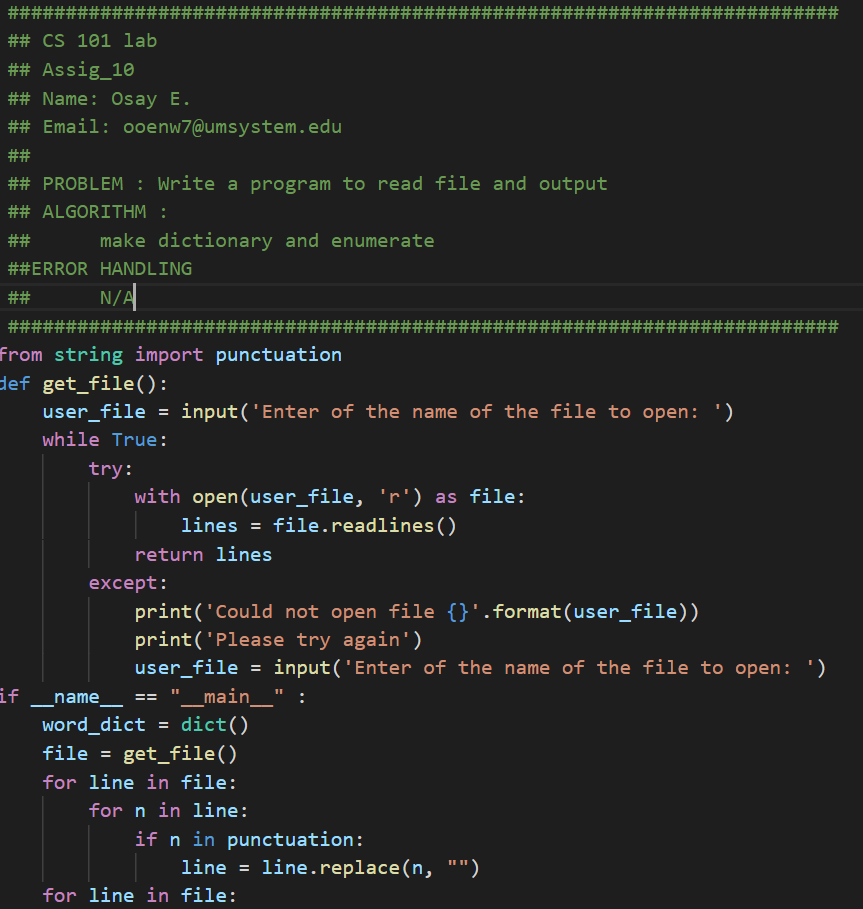 ########################################################################
## CS 101 lab
## Assig_10
## Name: Osay E.
## Email: ooenw7@umsystem.edu
##
## PROBLEM : Write a program to read file and output
## ALGORITHM :
##      make dictionary and enumerate
##ERROR HANDLING
##      N/A
########################################################################
from string import punctuation
def get_file():
    user_file = input('Enter of the name of the file to open: ')
    while True:
        try:
            with open(user_file, 'r') as file:
                lines = file.readlines()
            return lines
        except:
            print('Could not open file {}'.format(user_file))
            print('Please try again')
            user_file = input('Enter of the name of the file to open: ')
if __name__ == "__main__" :
    word_dict = dict()
    file = get_file()
    for line in file:
        for n in line:
            if n in punctuation:
                line = line.replace(n, "")
    for line in file: